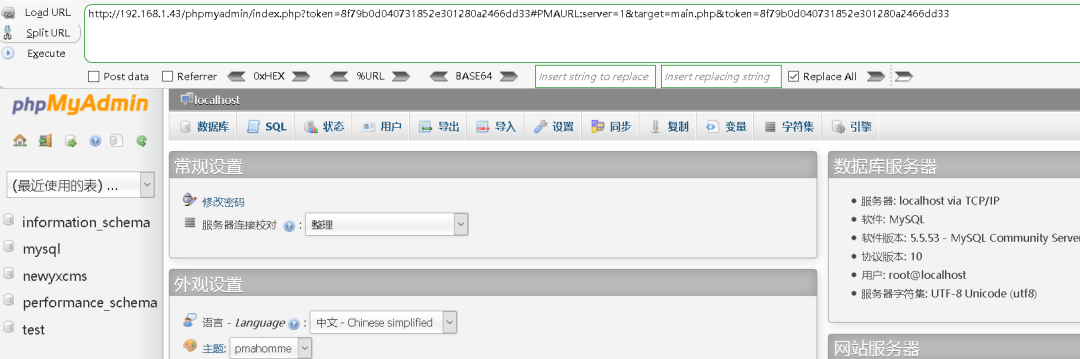 Load URL
http://192.168.1.43/phpmyadmin/index.php?token=8f79b0d040731852e301280a2466dd33#PMAURL:server=1&target=main.php&token=8f79b0d040731852e301280a2466dd33
Split URL
Execute
Post data Referrer 0xHEX %URL BASE64 Insert string to replace Insert replacing string Replace All
phpMyAdmin
localhost
数据库 SQL 状态 用户 导出 导入 设置 同步 复制 变量 字符集 引擎
(最近使用的表) ...
information_schema
mysql
newyxcms
performance_schema
test
常规设置
修改密码
服务器连接校对 : 整理
外观设置
语言 - Language : 中文 - Chinese simplified
主题: pmahomme
数据库服务器
服务器: localhost via TCP/IP
软件: MySQL
软件版本: 5.5.53 - MySQL Community Serve
协议版本: 10
用户: root@localhost
服务器字符集: UTF-8 Unicode (utf8)
网站服务器